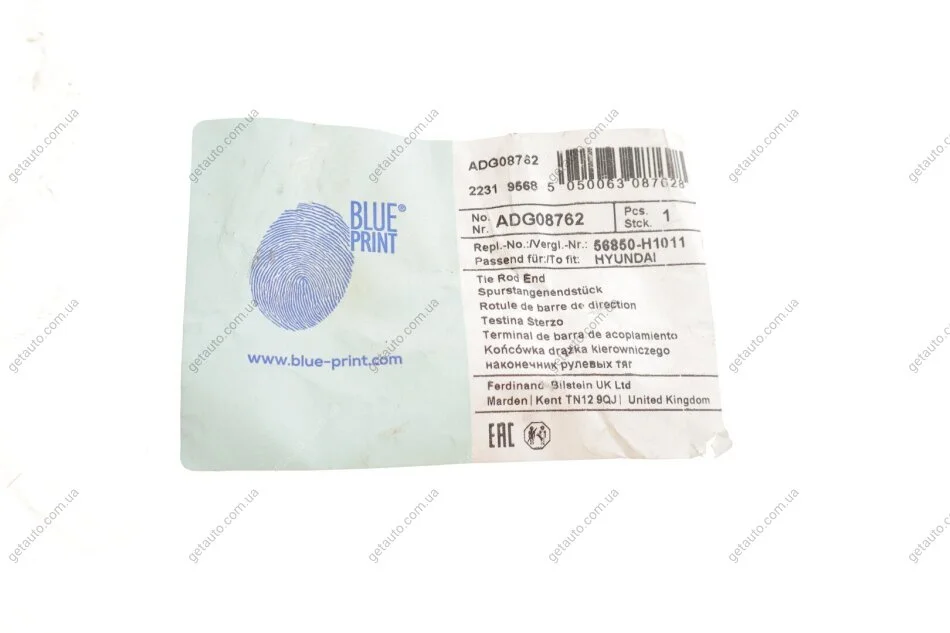 BLUE®
PRINT
www.blue-print.com
ADG08762
2231 9568
5 050063 087628
No.
Nr. ADG08762
Pcs.
Stck. 1
Repl.-No.:/Vergl.-Nr.: 56850-H1011
Passend für:/To fit: HYUNDAI
Tie Rod End
Spurstangenendstück
Rotule de barre de direction
Testina Sterzo
Terminal de barra de acoplamiento
Końcówka drążka kierowniczego
наконечник рулевых тяг
Ferdinand Bilstein UK Ltd
Marden | Kent TN12 9QJ | United Kingdom
EAC
getauto.com.ua